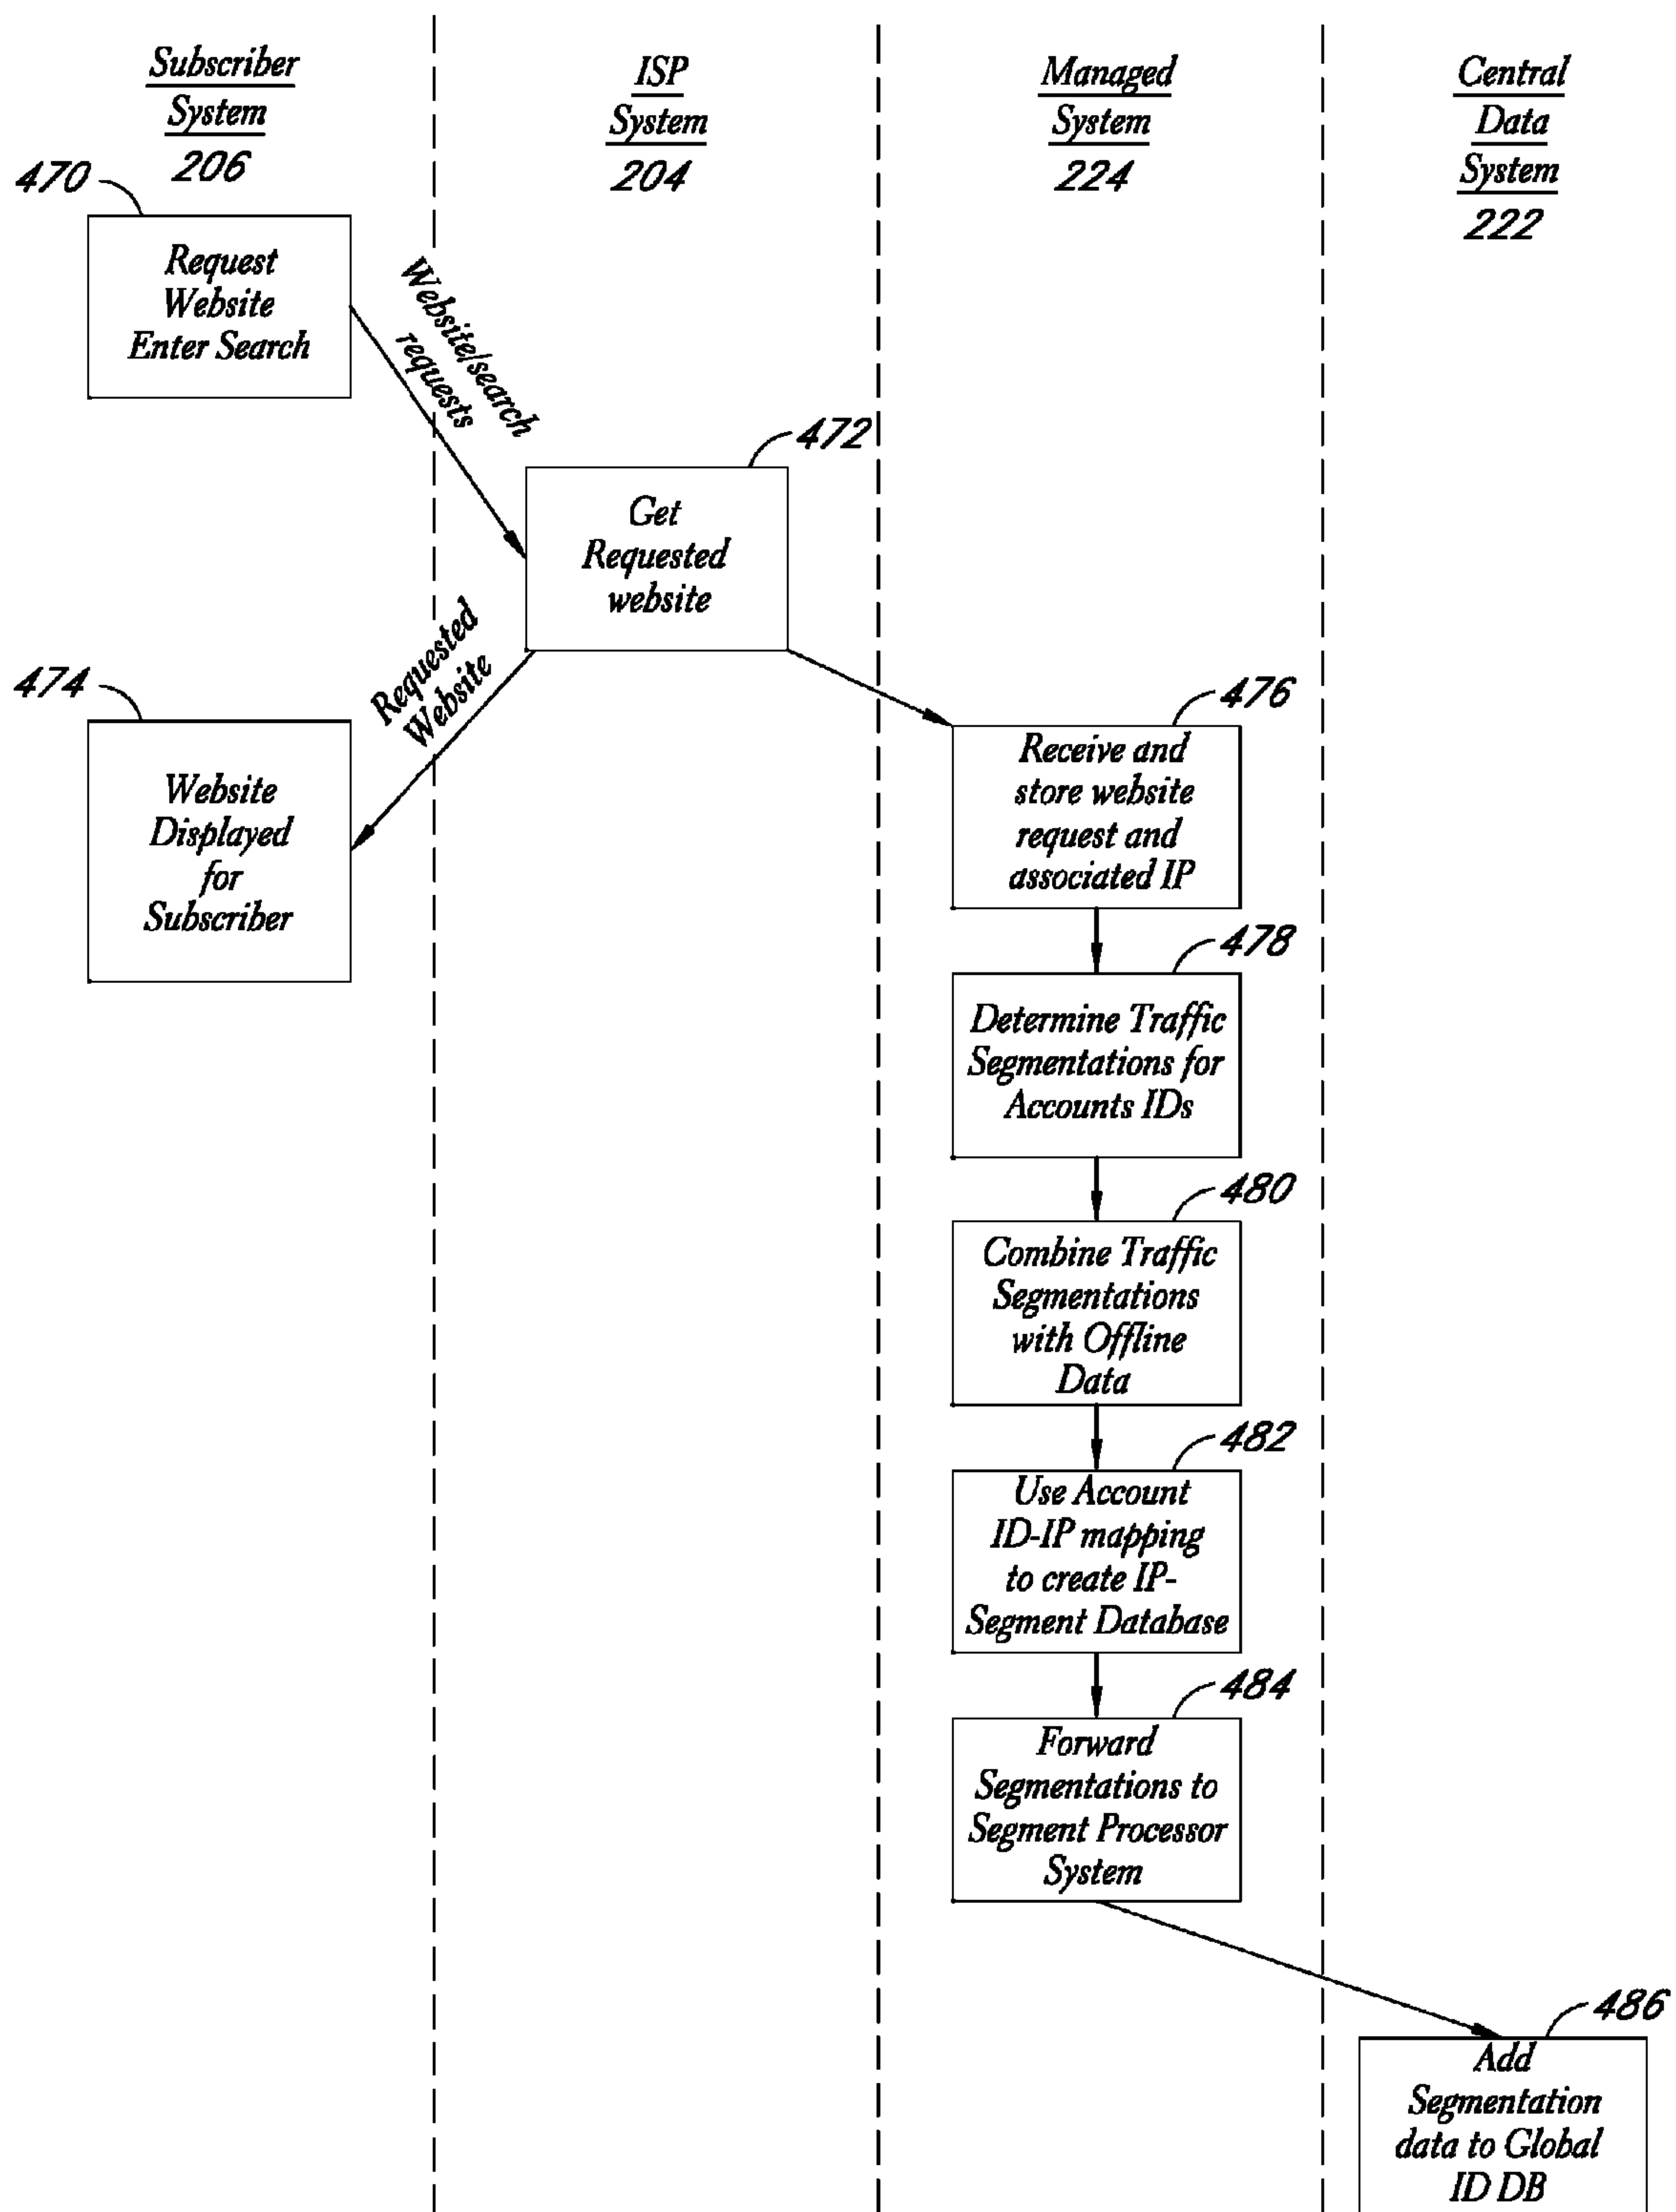 Subscriber
System
206
ISP
System
204
Managed
System
224
Central
Data
System
222
470
Request
Website
Enter Search
Website/search
requests
472
Get
Requested
website
Requested
Website
474
Website
Displayed
for
Subscriber
476
Receive and
store website
request and
associated IP
478
Determine Traffic
Segmentations for
Accounts IDs
480
Combine Traffic
Segmentations
with Offline
Data
482
Use Account
ID-IP mapping
to create IP-
Segment Database
484
Forward
Segmentations to
Segment Processor
System
486
Add
Segmentation
data to Global
ID DB